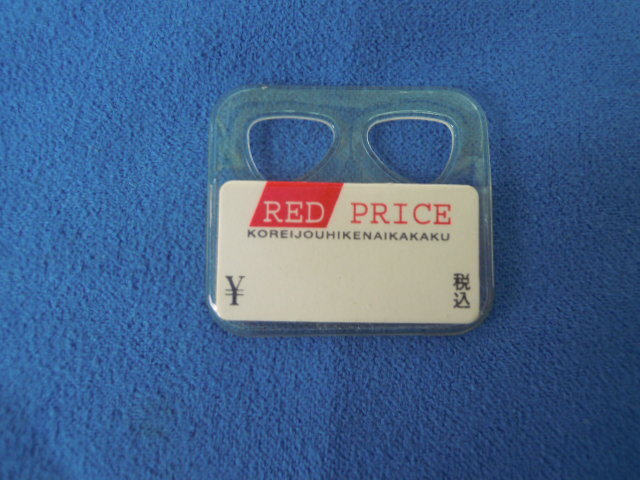 RED PRICE
KOREIJOUHIKENAIKAKAKU
¥ 税込